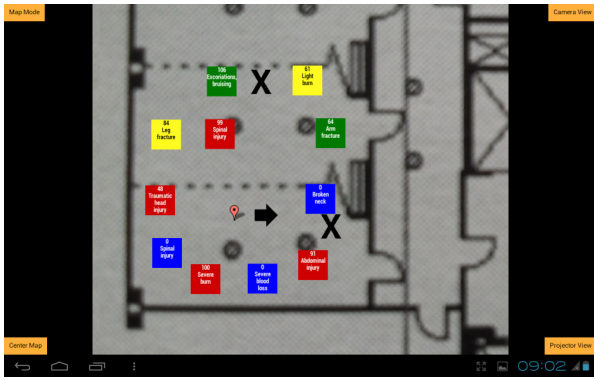 Map Mode
Camera View
106
Excoriations,
bruising
X
61
Light
burn
84
Leg
fracture
99
Spinal
injury
64
Arm
fracture
48
Traumatic
head
injury
0
Broken
neck
X
0
Spinal
injury
100
Severe
burn
0
Severe
blood
loss
91
Abdominal
injury
Center Map
Projector View
09:02